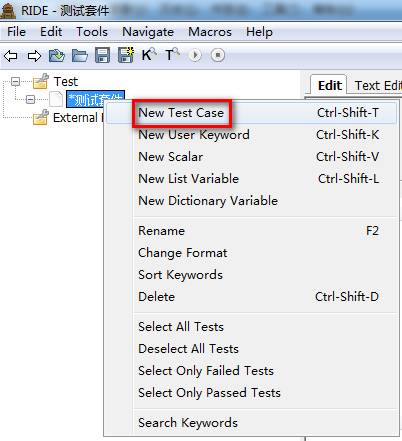 RIDE - 测试套件
File Edit Tools Navigate Macros Help
K T
Edit Text Edit
Test
*测试套件
External
New Test Case Ctrl-Shift-T
New User Keyword Ctrl-Shift-K
New Scalar Ctrl-Shift-V
New List Variable Ctrl-Shift-L
New Dictionary Variable
Rename F2
Change Format
Sort Keywords
Delete Ctrl-Shift-D
Select All Tests
Deselect All Tests
Select Only Failed Tests
Select Only Passed Tests
Search Keywords